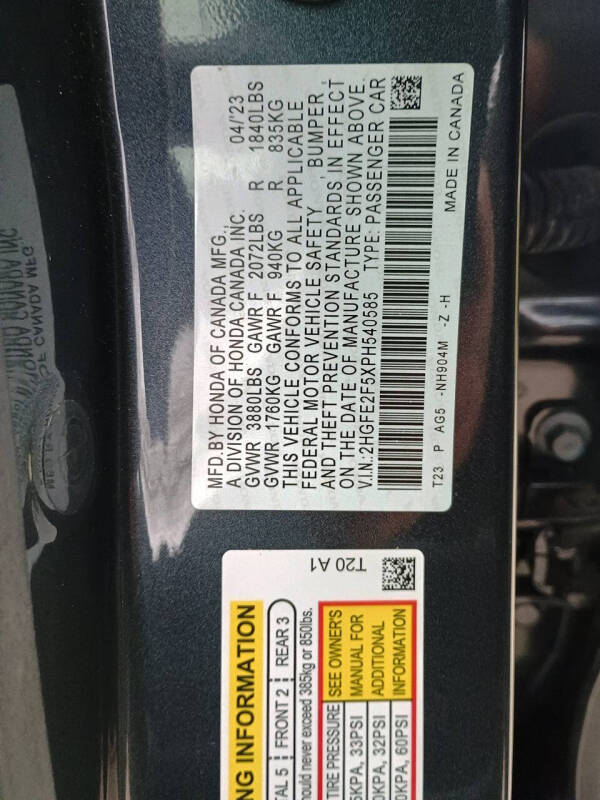 MFD.BY HONDA OF CANADA MFG.,
A DIVISION OF HONDA CANADA INC. 04/'23
GVWR 3880LBS GAWR F 2072LBS R 1840LBS
GVWR 1760KG GAWR F 940KG R 835KG
THIS VEHICLE CONFORMS TO ALL APPLICABLE
FEDERAL MOTOR VEHICLE SAFETY, BUMPER,
AND THEFT PREVENTION STANDARDS IN EFFECT
ON THE DATE OF MANUFACTURE SHOWN ABOVE.
V.I.N.:2HGFE2F5XPH540585 TYPE: PASSENGER CAR
T23 P AG5 -NH904M -Z -H
MADE IN CANADA
T20 A1
NG INFORMATION
TAL 5 FRONT 2 REAR 3
hould never exceed 385kg or 850lbs.
TIRE PRESSURE
SEE OWNER'S
MANUAL FOR
ADDITIONAL
INFORMATION
KPA, 33PSI
0KPA, 32PSI
0KPA, 60PSI